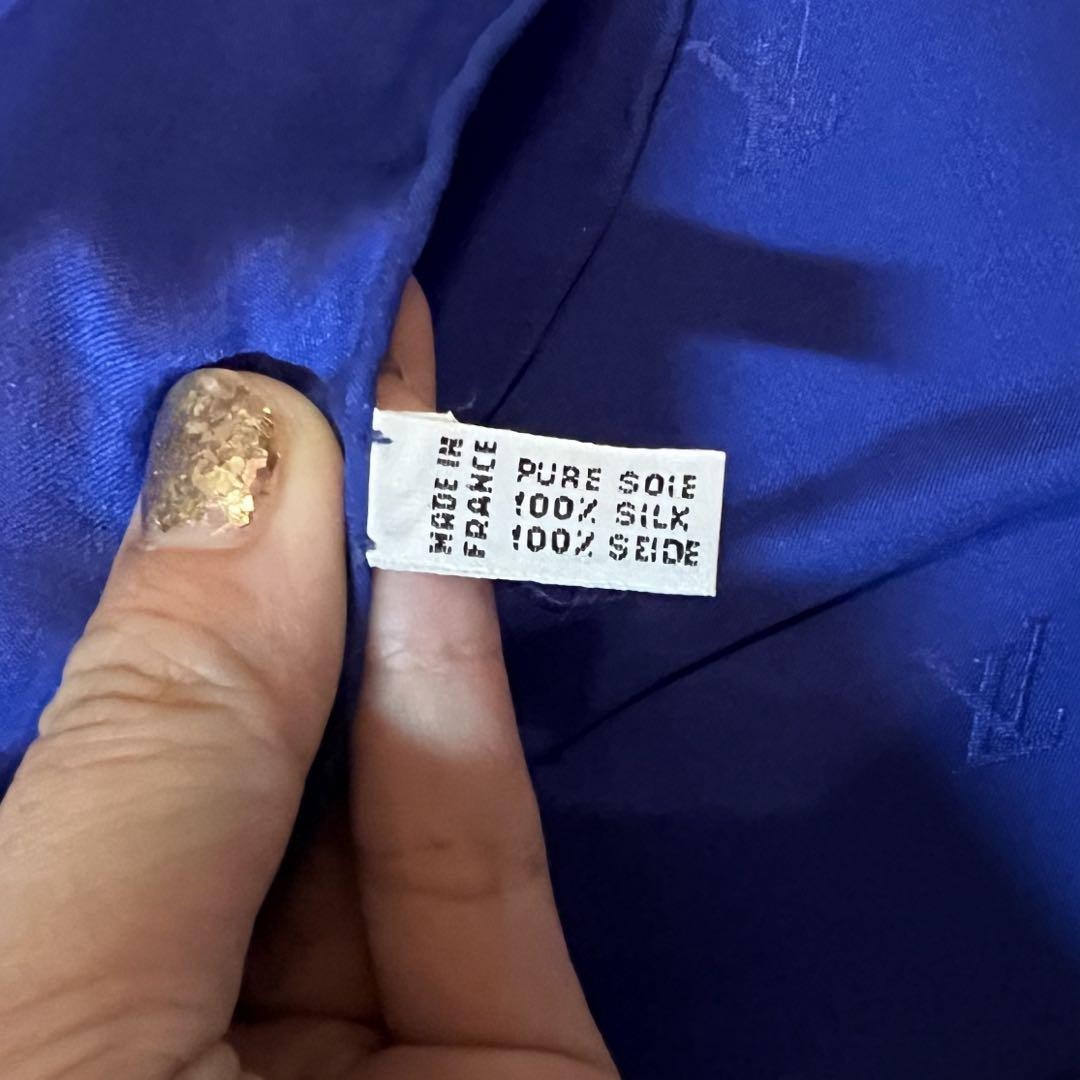 MADE IN
FRANCE
PURE SOIE
100% SILK
100% SEIDE